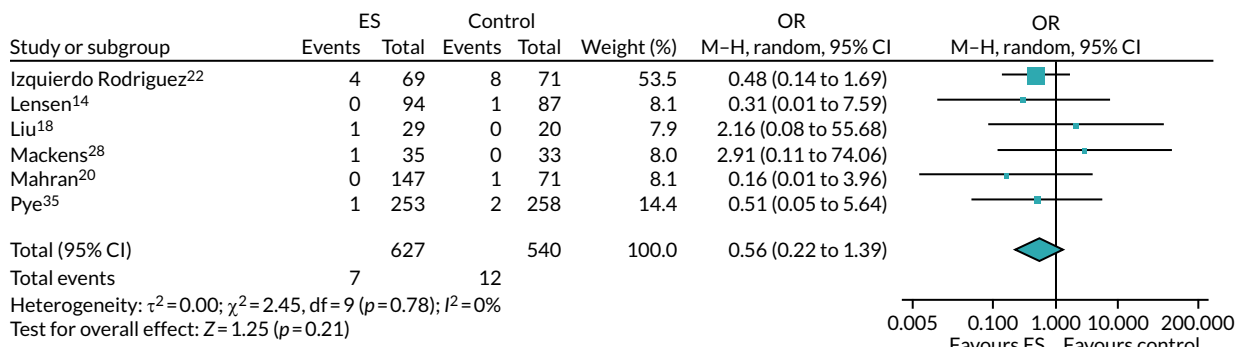 ES Control OR OR
Study or subgroup Events Total Events Total Weight (%) M–H, random, 95% CI M–H, random, 95% CI
Izquierdo Rodriguez22 4 69 8 71 53.5 0.48 (0.14 to 1.69)
Lensen14 0 94 1 87 8.1 0.31 (0.01 to 7.59)
Liu18 1 29 0 20 7.9 2.16 (0.08 to 55.68)
Mackens28 1 35 0 33 8.0 2.91 (0.11 to 74.06)
Mahran20 0 147 1 71 8.1 0.16 (0.01 to 3.96)
Pye35 1 253 2 258 14.4 0.51 (0.05 to 5.64)
Total (95% CI) 627 540 100.0 0.56 (0.22 to 1.39)
Total events 7 12
Heterogeneity: τ2=0.00; χ2=2.45, df=9 (p=0.78); I2=0%
Test for overall effect: Z=1.25 (p=0.21)
0.005 0.100 1.000 10.000 200.000
Favours ES Favours control